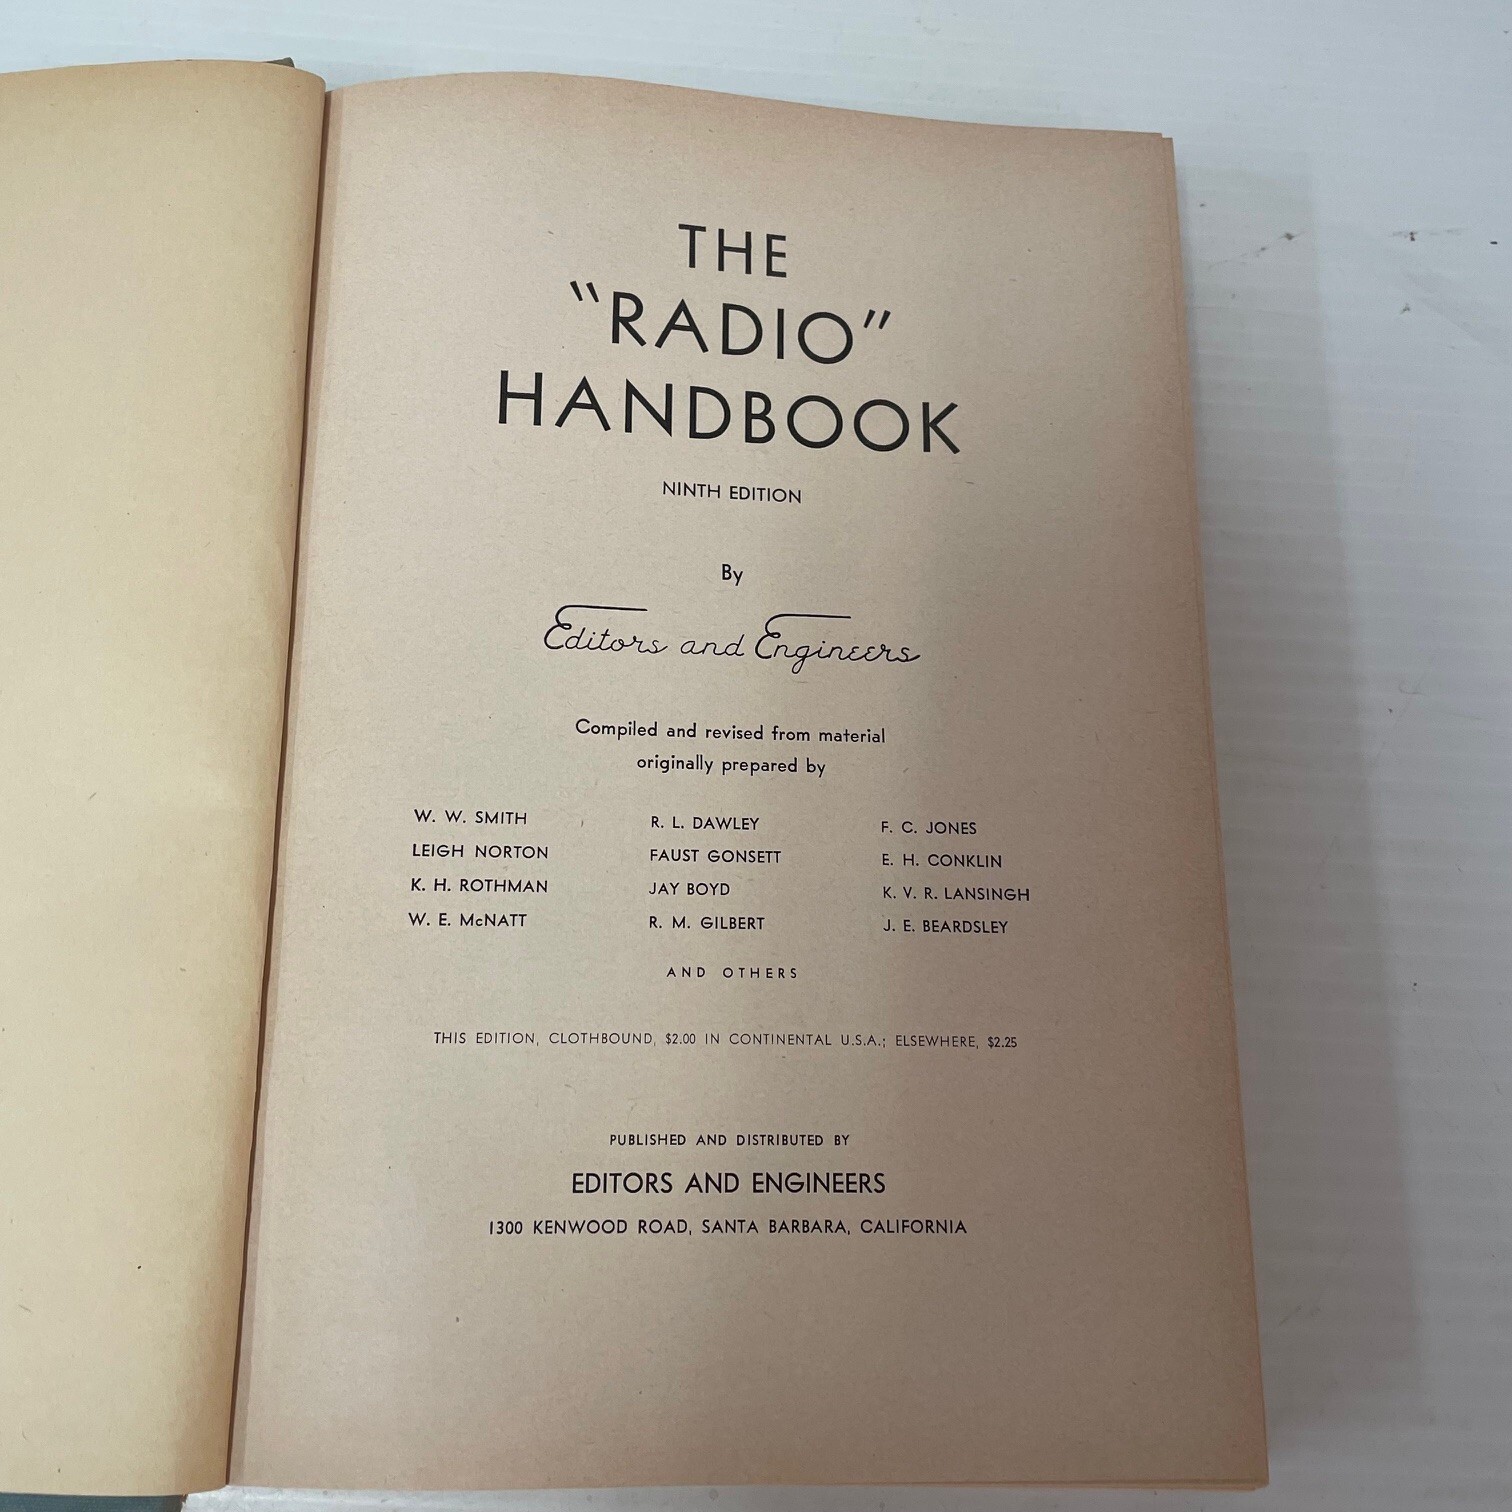 THE
"RADIO"
HANDBOOK
NINTH EDITION
By
Editors and Engineers
Compiled and revised from material
originally prepared by
W. W. SMITH R. L. DAWLEY F. C. JONES
LEIGH NORTON FAUST GONSETT E. H. CONKLIN
K. H. ROTHMAN JAY BOYD K. V. R. LANSINGH
W. E. McNATT R. M. GILBERT J. E. BEARDSLEY
AND OTHERS
THIS EDITION, CLOTHBOUND, $2.00 IN CONTINENTAL U.S.A.; ELSEWHERE, $2.25
PUBLISHED AND DISTRIBUTED BY
EDITORS AND ENGINEERS
1300 KENWOOD ROAD, SANTA BARBARA, CALIFORNIA